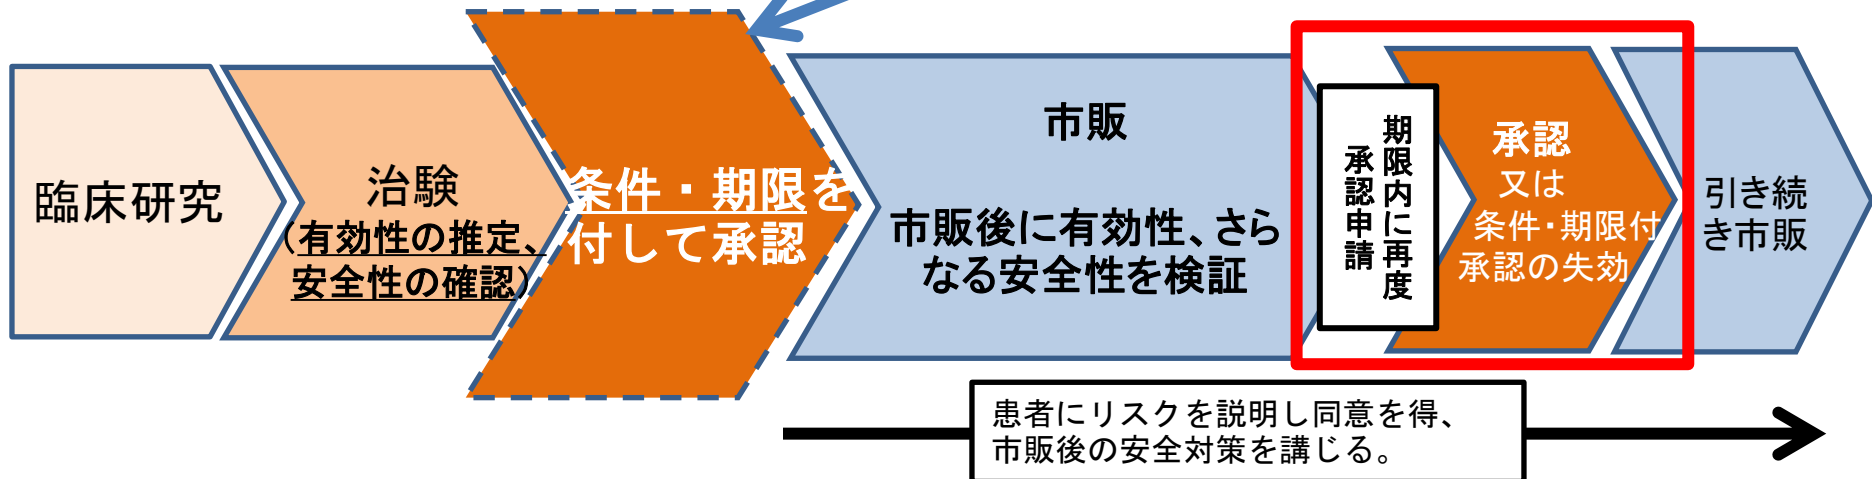 臨床研究
治験
(有効性の推定、
安全性の確認)
条件・期限を
付して承認
市販
市販後に有効性、さら
なる安全性を検証
期限内に再度
承認申請
承認
又は
条件・期限付
承認の失効
引き続
き市販
患者にリスクを説明し同意を得、
市販後の安全対策を講じる。